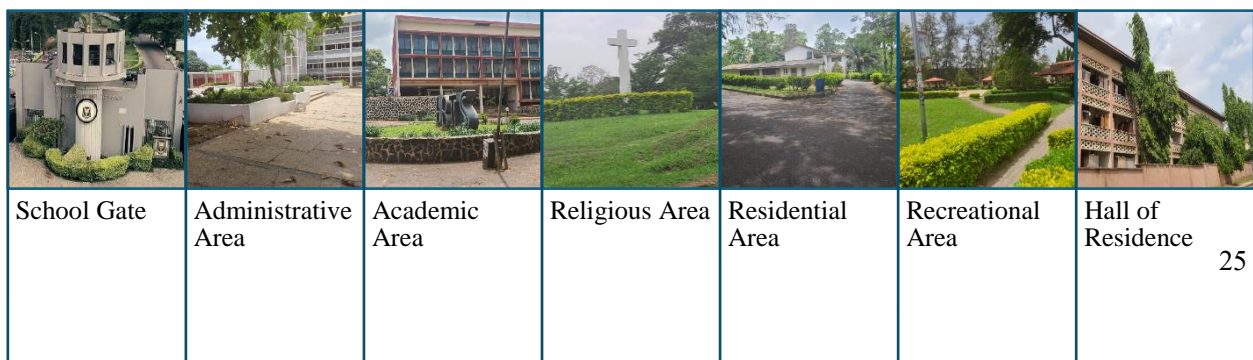 School Gate
Administrative
Area
Academic
Area
Religious Area
Residential
Area
Recreational
Area
Hall of
Residence
25